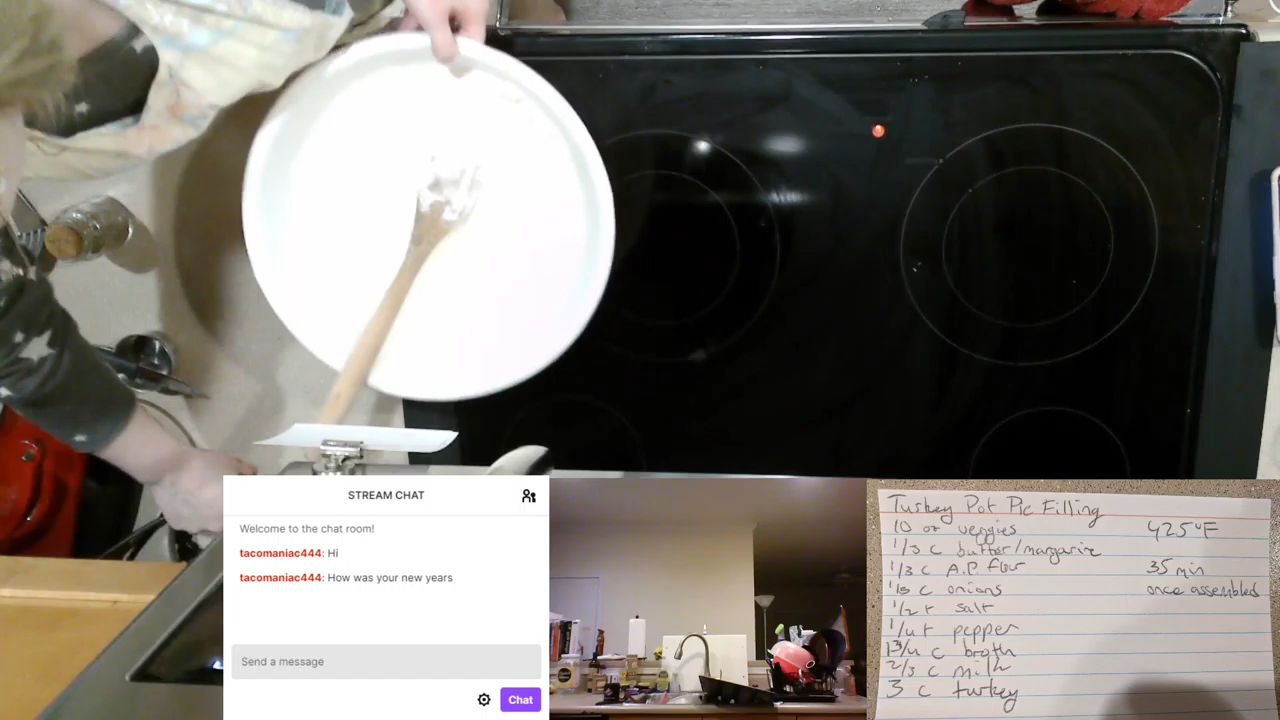 STREAM CHAT
Welcome to the chat room!
tacomaniac444: Hi
tacomaniac444: How was your new years
Send a message
Chat
Turkey Pot Pie Filling
10 oz veggies
425°F
1/3 c butter/margarine
1/3 c A.P flour
35 min
1/3 c onions
once assembled
1/2 t salt
1/4 t pepper
1 3/4 c broth
2/3 c milk
3 c turkey